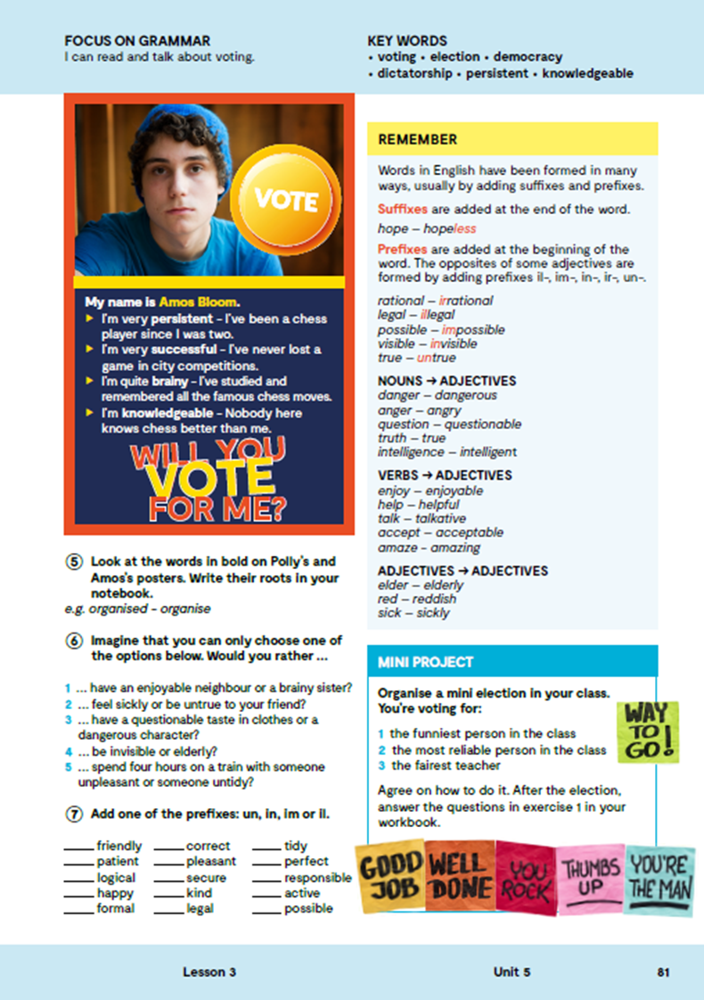 FOCUS ON GRAMMAR
I can read and talk about voting.
KEY WORDS
• voting • election • democracy
• dictatorship • persistent • knowledgeable
VOTE
My name is Amos Bloom.
► I'm very persistent – I've been a chess
player since I was two.
► I'm very successful – I've never lost a
game in city competitions.
► I'm quite brainy – I've studied and
remembered all the famous chess moves.
► I'm knowledgeable – Nobody here
knows chess better than me.
WILL YOU
VOTE
FOR ME?
5 Look at the words in bold on Polly's and
Amos's posters. Write their roots in your
notebook.
e.g. organised – organise
6 Imagine that you can only choose one of
the options below. Would you rather ...
1 ... have an enjoyable neighbour or a brainy sister?
2 ... feel sickly or be untrue to your friend?
3 ... have a questionable taste in clothes or a
dangerous character?
4 ... be invisible or elderly?
5 ... spend four hours on a train with someone
unpleasant or someone untidy?
7 Add one of the prefixes: un, in, im or il.
_____ friendly _____ correct _____ tidy
_____ patient _____ pleasant _____ perfect
_____ logical _____ secure _____ responsible
_____ happy _____ kind _____ active
_____ formal _____ legal _____ possible
REMEMBER
Words in English have been formed in many
ways, usually by adding suffixes and prefixes.
Suffixes are added at the end of the word.
hope – hopeless
Prefixes are added at the beginning of the
word. The opposites of some adjectives are
formed by adding prefixes il-, im-, in-, ir-, un-.
rational – irrational
legal – illegal
possible – impossible
visible – invisible
true – untrue
NOUNS → ADJECTIVES
danger – dangerous
anger – angry
question – questionable
truth – true
intelligence – intelligent
VERBS → ADJECTIVES
enjoy – enjoyable
help – helpful
talk – talkative
accept – acceptable
amaze – amazing
ADJECTIVES → ADJECTIVES
elder – elderly
red – reddish
sick – sickly
MINI PROJECT
Organise a mini election in your class.
You're voting for:
1 the funniest person in the class
2 the most reliable person in the class
3 the fairest teacher
Agree on how to do it. After the election,
answer the questions in exercise 1 in your
workbook.
WAY
TO
GO!
GOOD
JOB
WELL
DONE
YOU
ROCK
THUMBS
UP
YOU'RE
THE MAN
Lesson 3
Unit 5
81